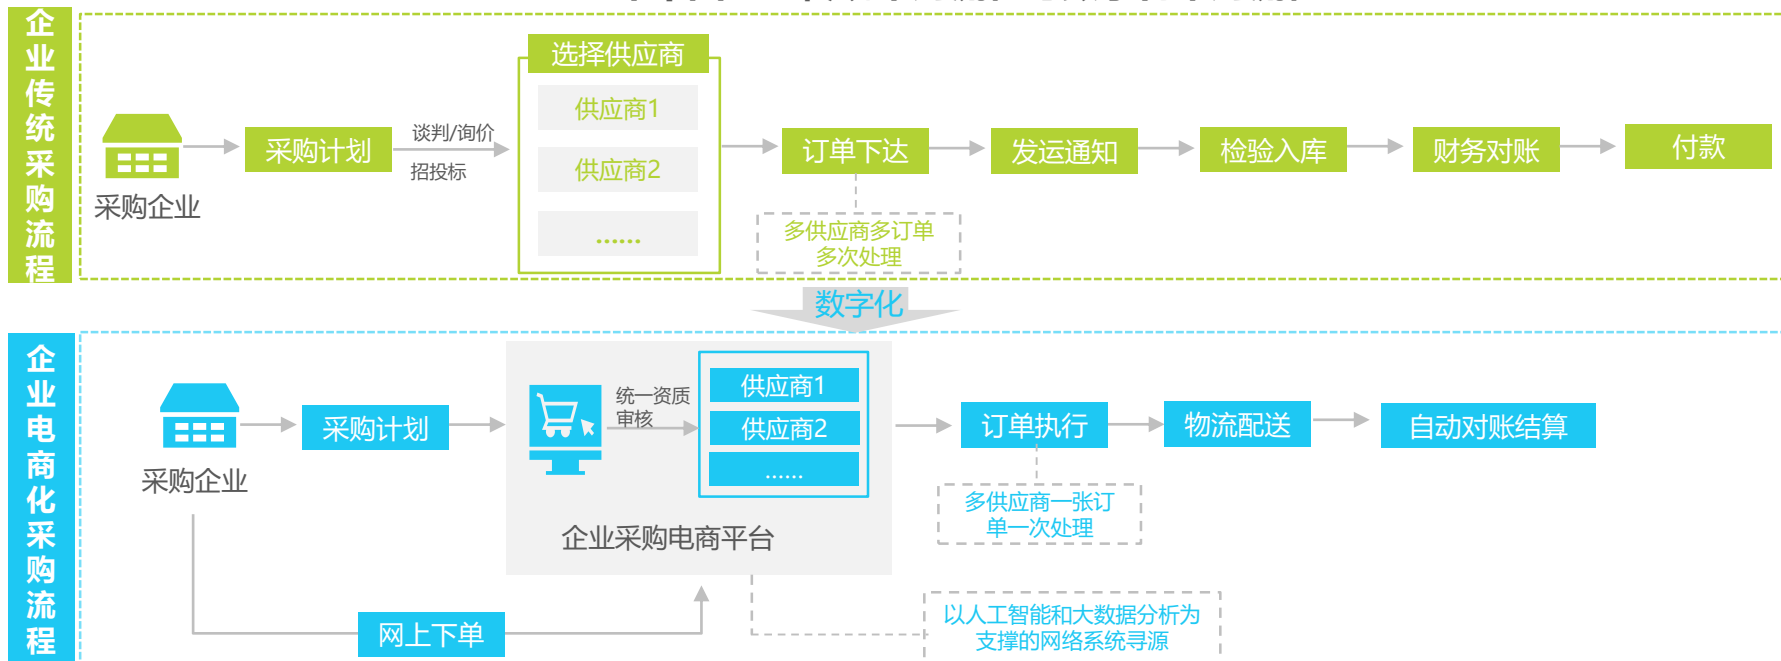 企业传统采购流程
选择供应商
供应商1
供应商2
……
采购企业
采购计划
谈判/询价
招投标
订单下达
发运通知
检验入库
财务对账
付款
多供应商多订单
多次处理
数字化
企业电商化采购流程
采购企业
采购计划
统一资质
审核
供应商1
供应商2
……
企业采购电商平台
订单执行
物流配送
自动对账结算
多供应商一张订
单一次处理
网上下单
以人工智能和大数据分析为
支撑的网络系统寻源